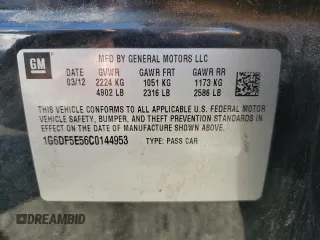 GM
MFD BY GENERAL MOTORS LLC
DATE GVWR GAWR FRT GAWR RR
03/12 2224 KG 1051 KG 1173 KG
4902 LB 2316 LB 2586 LB
THIS VEHICLE CONFORMS TO ALL APPLICABLE U.S. FEDERAL MOTOR
VEHICLE SAFETY, BUMPER, AND THEFT PREVENTION STANDARDS
IN EFFECT ON THE DATE OF MANUFACTURE SHOWN ABOVE.
1G6DF5E56C0144953 TYPE: PASS CAR